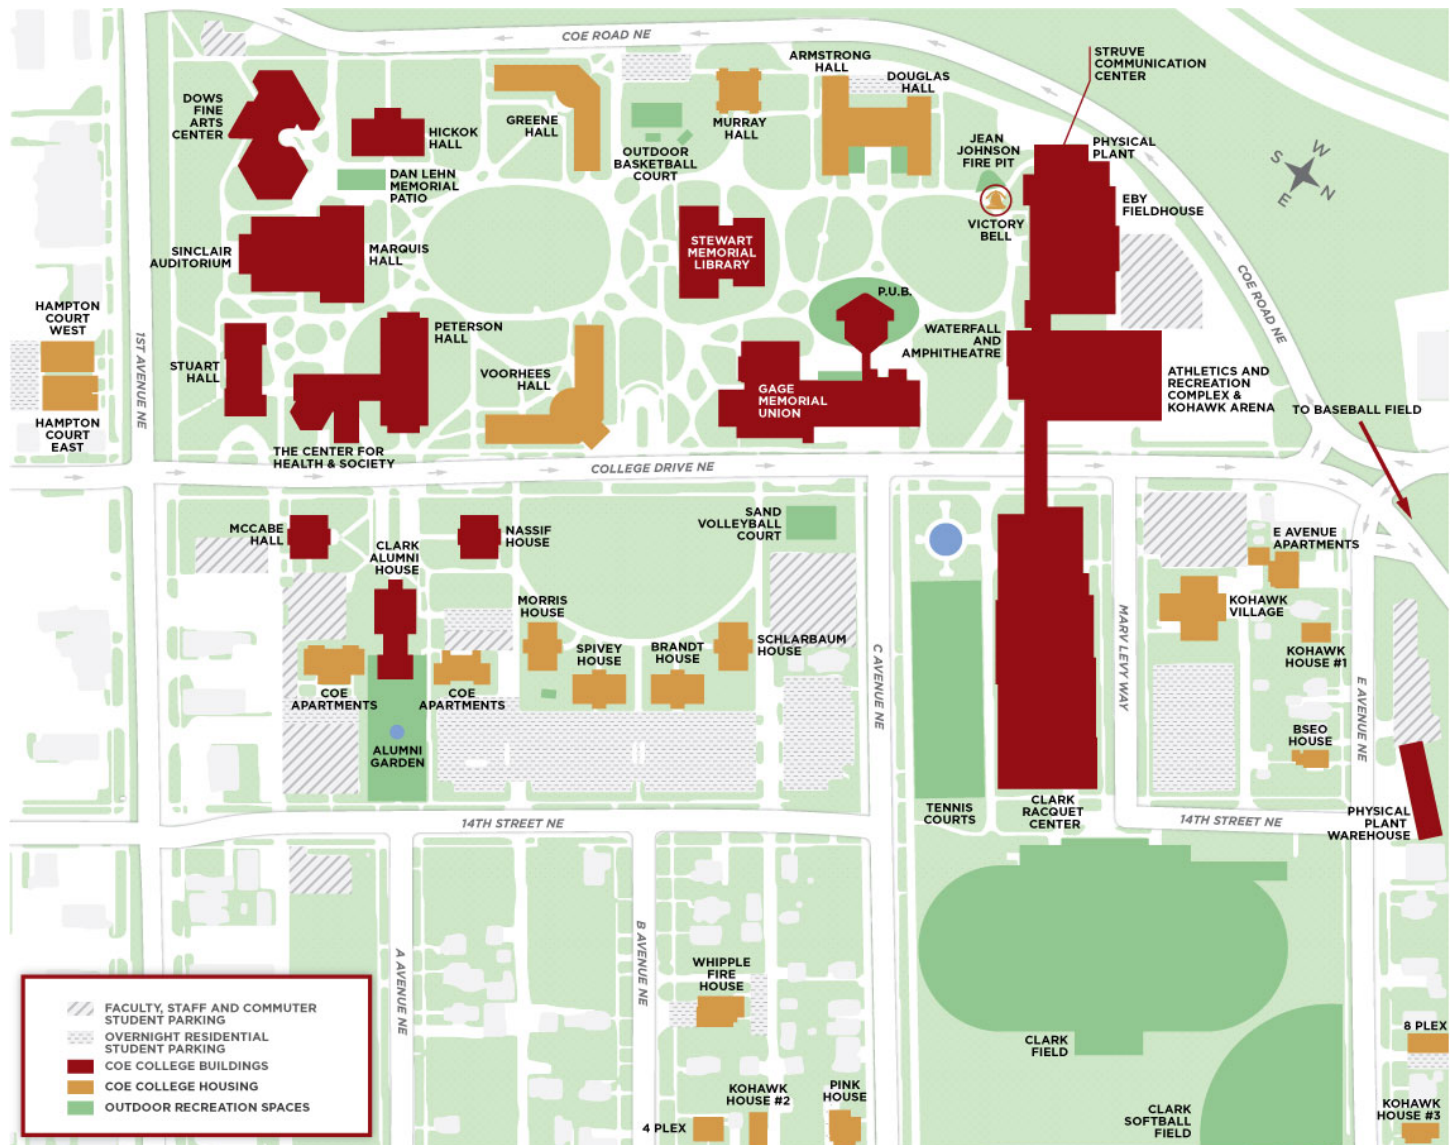 COE ROAD NE
STRUVE
COMMUNICATION
CENTER
ARMSTRONG
HALL
DOUGLAS
HALL
DOWS
FINE
ARTS
CENTER
HICKOK
HALL
GREENE
HALL
MURRAY
HALL
OUTDOOR
BASKETBALL
COURT
JEAN
JOHNSON
FIRE PIT
PHYSICAL
PLANT
W
S
N
E
DAN LEHN
MEMORIAL
PATIO
EBY
FIELDHOUSE
VICTORY
BELL
SINCLAIR
AUDITORIUM
MARQUIS
HALL
STEWART
MEMORIAL
LIBRARY
COE ROAD NE
P.U.B.
HAMPTON
COURT
WEST
1ST AVENUE NE
PETERSON
HALL
WATERFALL
AND
AMPHITHEATRE
STUART
HALL
VOORHEES
HALL
GAGE
MEMORIAL
UNION
ATHLETICS AND
RECREATION
COMPLEX &
KOHAWK ARENA
TO BASEBALL FIELD
HAMPTON
COURT
EAST
THE CENTER FOR
HEALTH & SOCIETY
COLLEGE DRIVE NE
MCCABE
HALL
CLARK
ALUMNI
HOUSE
NASSIF
HOUSE
SAND
VOLLEYBALL
COURT
E AVENUE
APARTMENTS
MORRIS
HOUSE
SPIVEY
HOUSE
BRANDT
HOUSE
SCHLARBAUM
HOUSE
KOHAWK
VILLAGE
KOHAWK
HOUSE #1
C AVENUE NE
MARV LEVY WAY
E AVENUE NE
COE
APARTMENTS
COE
APARTMENTS
ALUMNI
GARDEN
BSEO
HOUSE
TENNIS
COURTS
CLARK
RACQUET
CENTER
14TH STREET NE
14TH STREET NE
PHYSICAL
PLANT
WAREHOUSE
A AVENUE NE
B AVENUE NE
WHIPPLE
FIRE
HOUSE
FACULTY, STAFF AND COMMUTER
STUDENT PARKING
OVERNIGHT RESIDENTIAL
STUDENT PARKING
COE COLLEGE BUILDINGS
COE COLLEGE HOUSING
OUTDOOR RECREATION SPACES
CLARK
FIELD
8 PLEX
KOHAWK
HOUSE #2
PINK
HOUSE
4 PLEX
CLARK
SOFTBALL
FIELD
KOHAWK
HOUSE #3